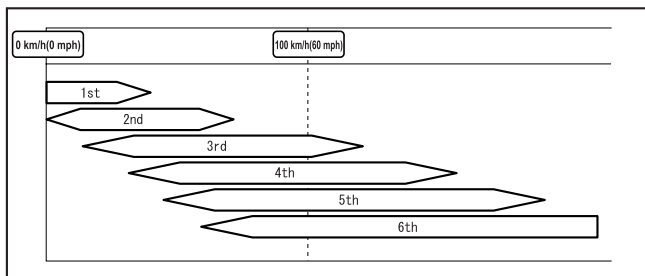 0 km/h(0 mph)
100 km/h(60 mph)
1st
2nd
3rd
4th
5th
6th